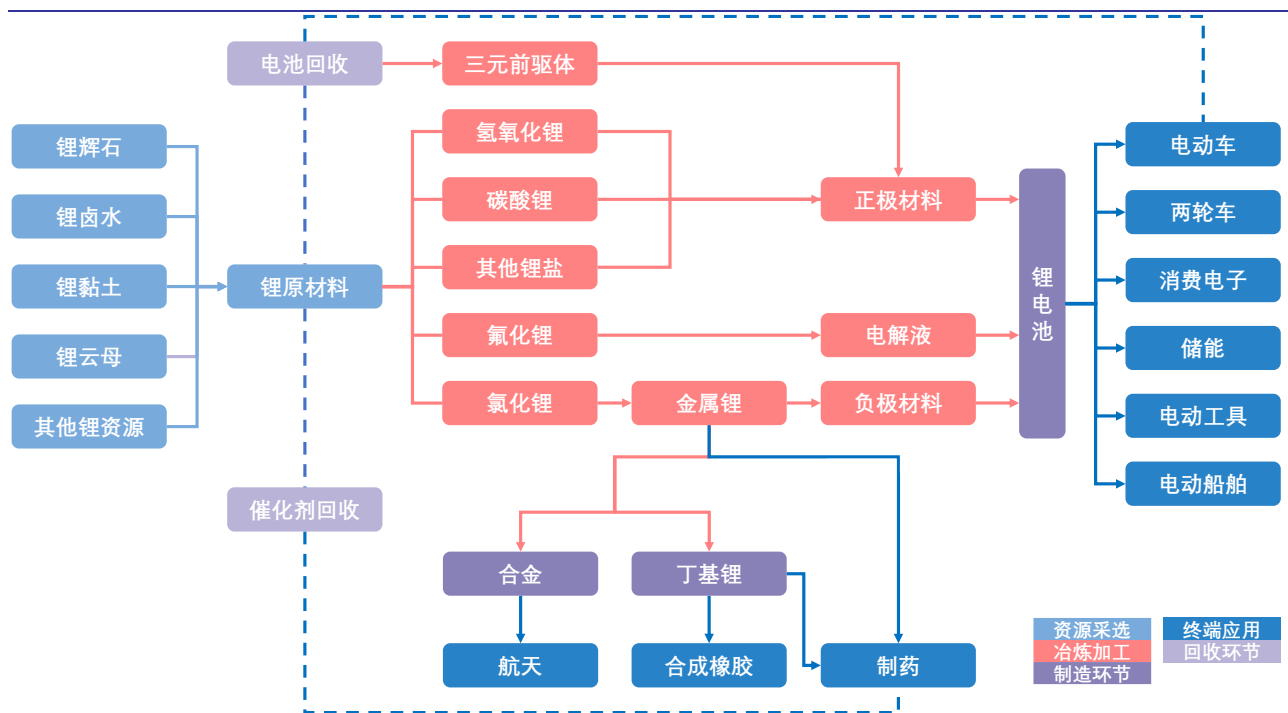 电池回收
三元前驱体
锂辉石
氢氧化锂
电动车
锂卤水
碳酸锂
正极材料
两轮车
锂黏土
锂原材料
其他锂盐
锂电池
消费电子
锂云母
氟化锂
电解液
储能
其他锂资源
氯化锂
金属锂
负极材料
电动工具
催化剂回收
电动船舶
合金
丁基锂
航天
合成橡胶
制药
资源采选
终端应用
冶炼加工
回收环节
制造环节